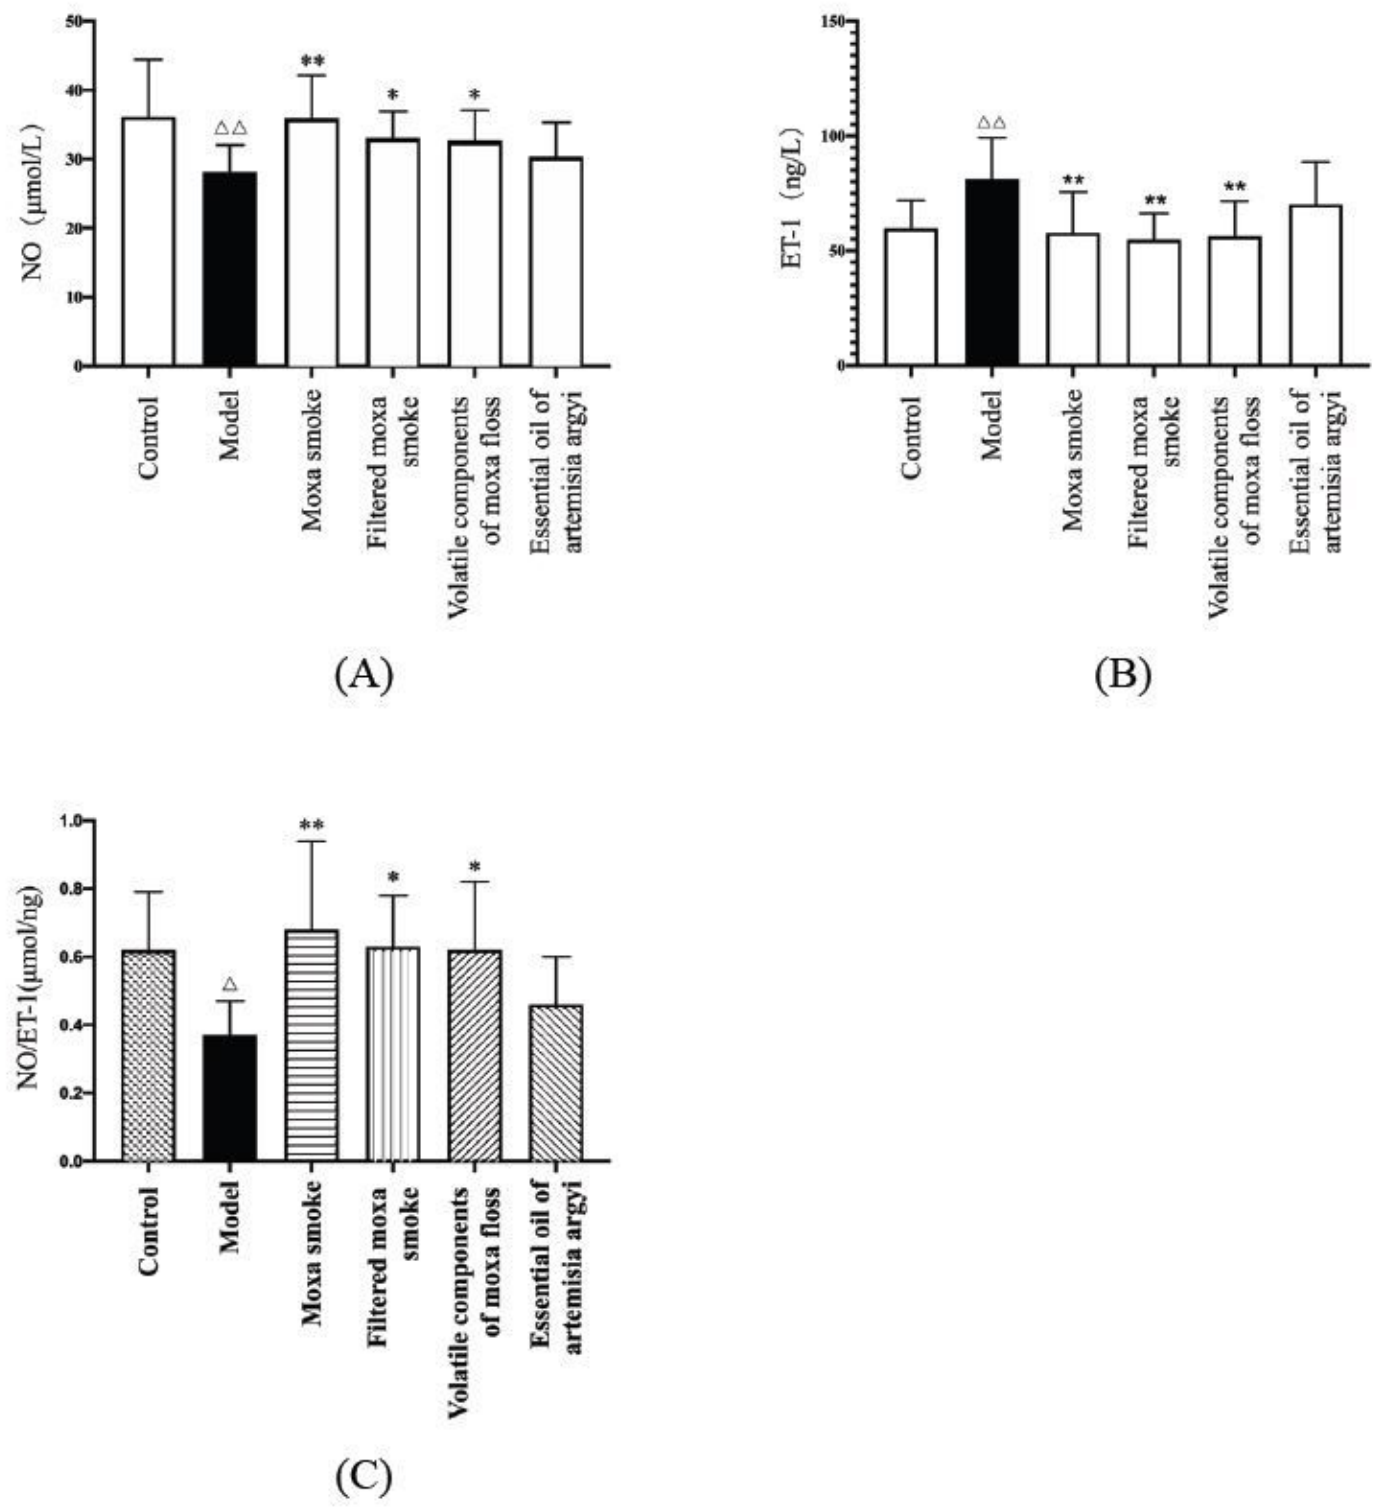 50
40
30
20
10
0
NO (μmol/L)
△△
**
*
*
Control
Model
Moxa smoke
Filtered moxa
smoke
Volatile components
of moxa floss
Essential oil of
artemisia argyi
(A)
150
100
50
0
ET-1 (ng/L)
△△
**
**
**
Control
Model
Moxa smoke
Filtered moxa
smoke
Volatile components
of moxa floss
Essential oil of
artemisia argyi
(B)
1.0
0.8
0.6
0.4
0.2
0.0
NO/ET-1(μmol/ng)
△
**
*
*
Control
Model
Moxa smoke
Filtered moxa
smoke
Volatile components
of moxa floss
Essential oil of
artemisia argyi
(C)